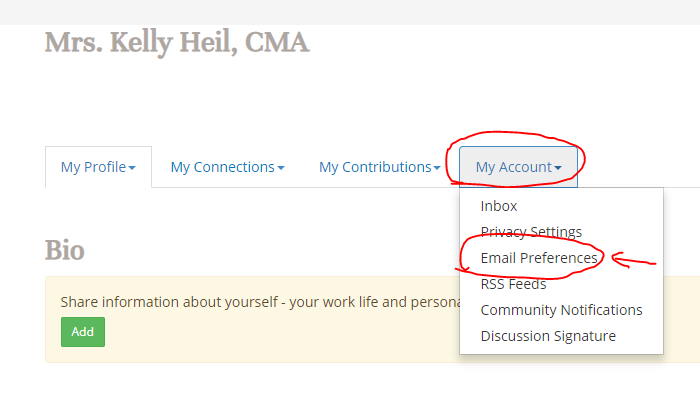 Mrs. Kelly Heil, CMA
My Profile My Connections My Contributions My Account
Inbox
Privacy Settings
Email Preferences
RSS Feeds
Community Notifications
Discussion Signature
Bio
Share information about yourself - your work life and persona
Add